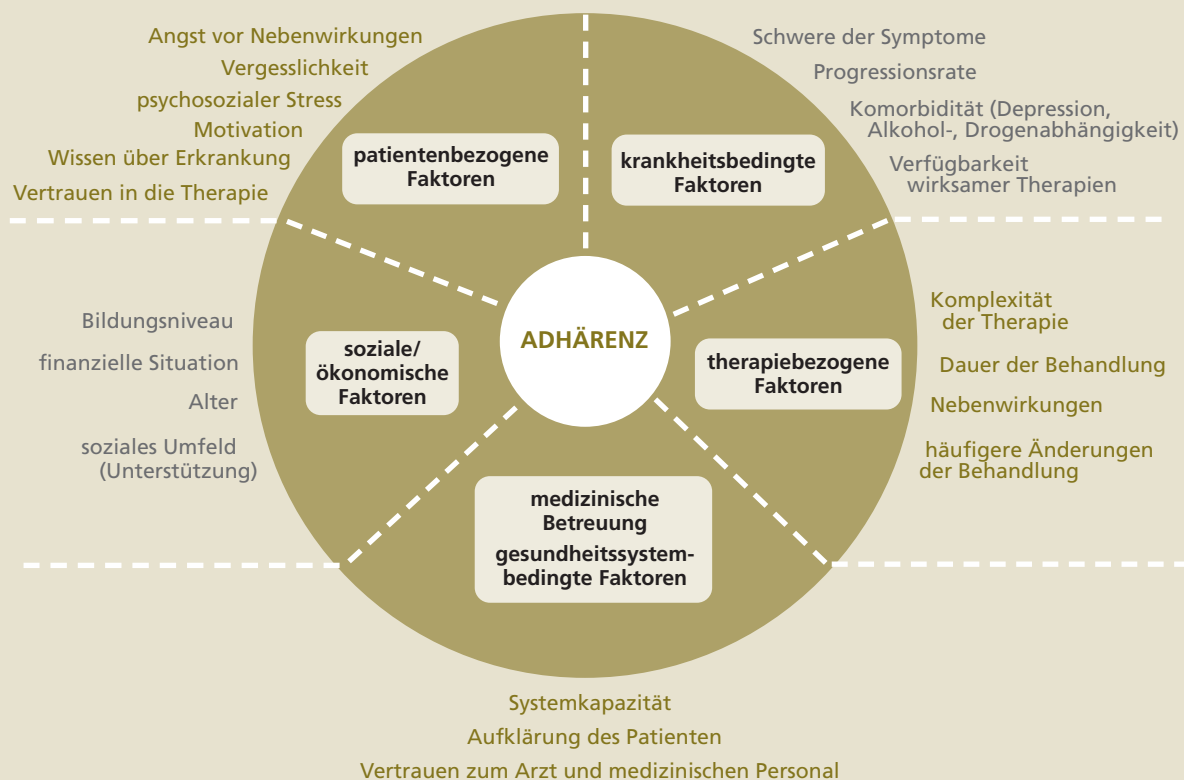 Angst vor Nebenwirkungen
Vergesslichkeit
psychosozialer Stress
Motivation
Wissen über Erkrankung
Vertrauen in die Therapie
patientenbezogene
Faktoren
krankheitsbedingte
Faktoren
Schwere der Symptome
Progressionsrate
Komorbidität (Depression,
Alkohol-, Drogenabhängigkeit)
Verfügbarkeit
wirksamer Therapien
Bildungsniveau
finanzielle Situation
Alter
soziales Umfeld
(Unterstützung)
soziale/
ökonomische
Faktoren
ADHÄRENZ
therapiebezogene
Faktoren
Komplexität
der Therapie
Dauer der Behandlung
Nebenwirkungen
häufigere Änderungen
der Behandlung
medizinische
Betreuung
gesundheitssystem-
bedingte Faktoren
Systemkapazität
Aufklärung des Patienten
Vertrauen zum Arzt und medizinischen Personal